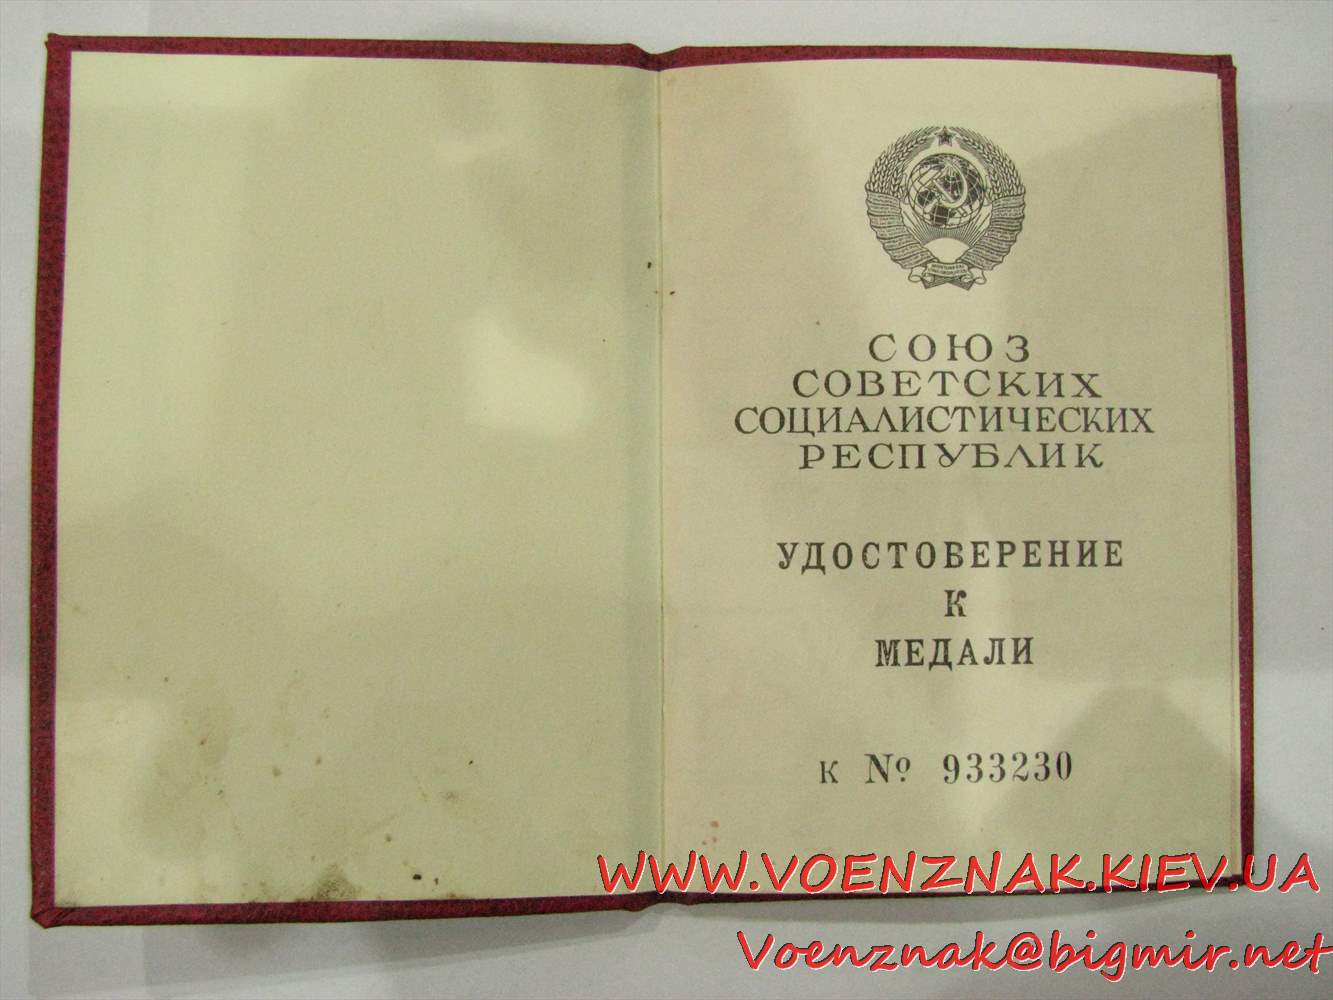 СОЮЗ
СОВЕТСКИХ
СОЦИАЛИСТИЧЕСКИХ
РЕСПУБЛИК
УДОСТОВЕРЕНИЕ
К
МЕДАЛИ
К № 933230
WWW.VOENZNAK.KIEV.UA
Voenznak@bigmir.net